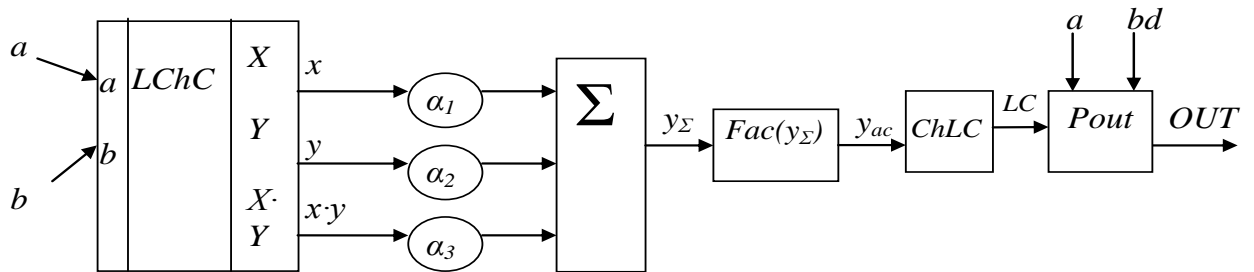 a
b
a
b
LChC
X
Y
X·
Y
x
y
x·y
α1
α2
α3
Σ
yΣ
Fac(yΣ)
yac
ChLC
LC
a
bd
Pout
OUT